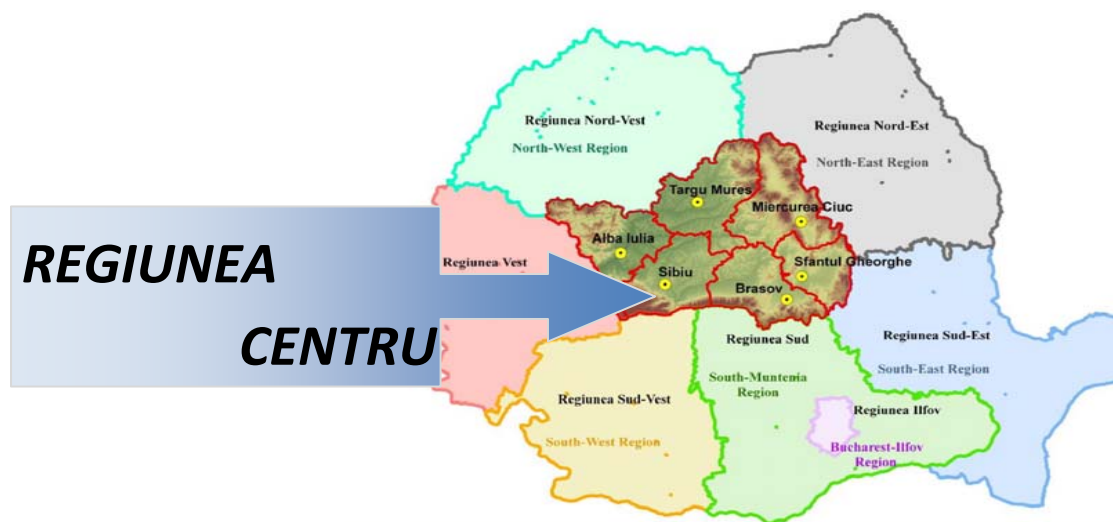 Regiunea Nord-Vest
North-West Region
Regiunea Nord-Est
North-East Region
Targu Mures
Miercurea Ciuc
Alba Iulia
Sibiu
Brasov
Sfantul Gheorghe
REGIUNEA
CENTRU
Regiunea Vest
Regiunea Sud-Est
South-East Region
Regiunea Sud
South-Muntenia
Region
Regiunea Sud-Vest
South-West Region
Regiunea Ilfov
Bucharest-Ilfov
Region